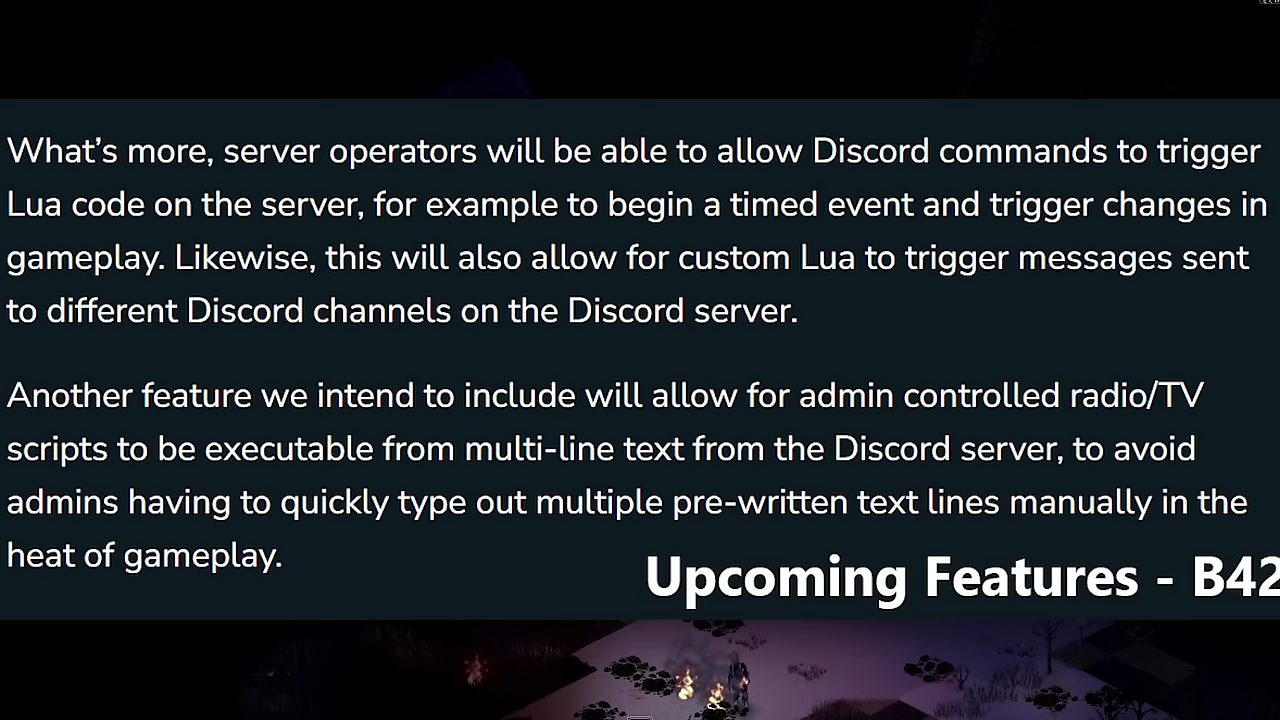 What’s more, server operators will be able to allow Discord commands to trigger
Lua code on the server, for example to begin a timed event and trigger changes in
gameplay. Likewise, this will also allow for custom Lua to trigger messages sent
to different Discord channels on the Discord server.
Another feature we intend to include will allow for admin controlled radio/TV
scripts to be executable from multi-line text from the Discord server, to avoid
admins having to quickly type out multiple pre-written text lines manually in the
heat of gameplay.
Upcoming Features - B42